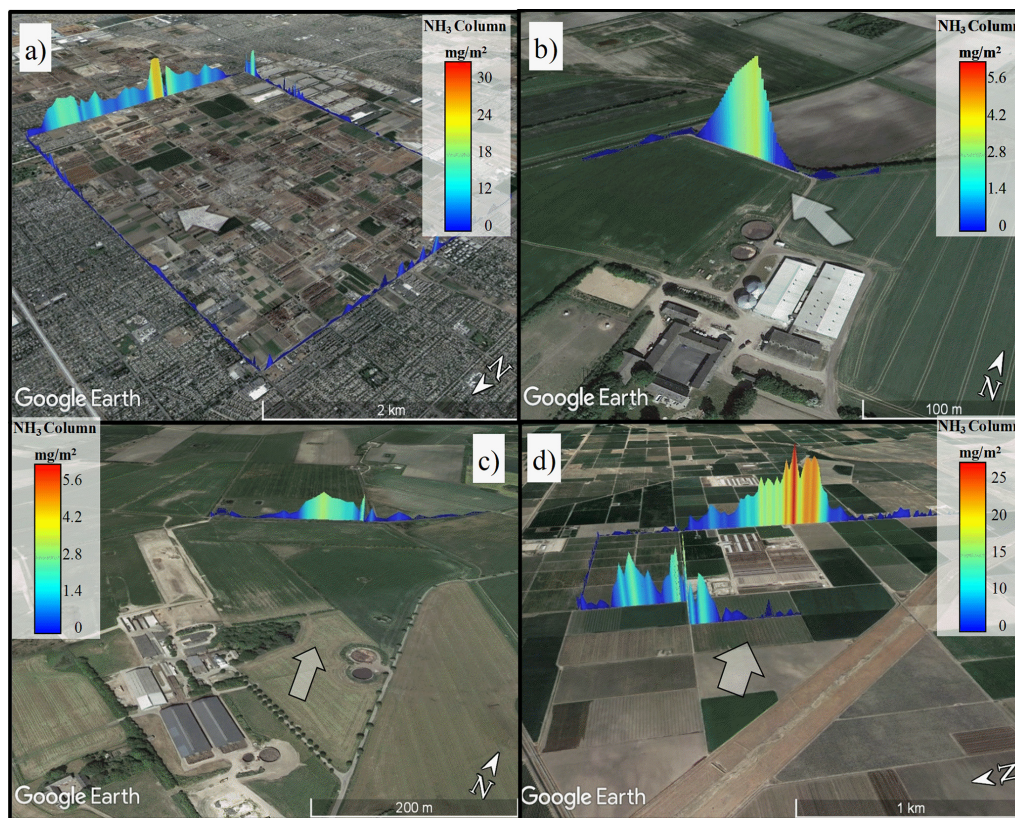 a)
NH₃ Column
mg/m²
30
24
18
12
6
0
N
Google Earth
2 km
b)
NH₃ Column
mg/m²
5.6
4.2
2.8
1.4
0
N
Google Earth
100 m
c)
NH₃ Column
mg/m²
5.6
4.2
2.8
1.4
0
N
Google Earth
200 m
d)
NH₃ Column
mg/m²
25
20
15
10
5
0
N
Google Earth
1 km